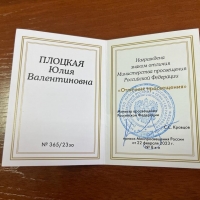 ПЛОЦКАЯ
Юлия
Валентиновна
№ 365/23во
Награждена
знаком отличия
Министерства просвещения
Российской Федерации
«Отличник просвещения»
Министр просвещения
Российской Федерации
С.С. Кравцов
приказ Минпросвещения России
от 22 февраля 2023 г.